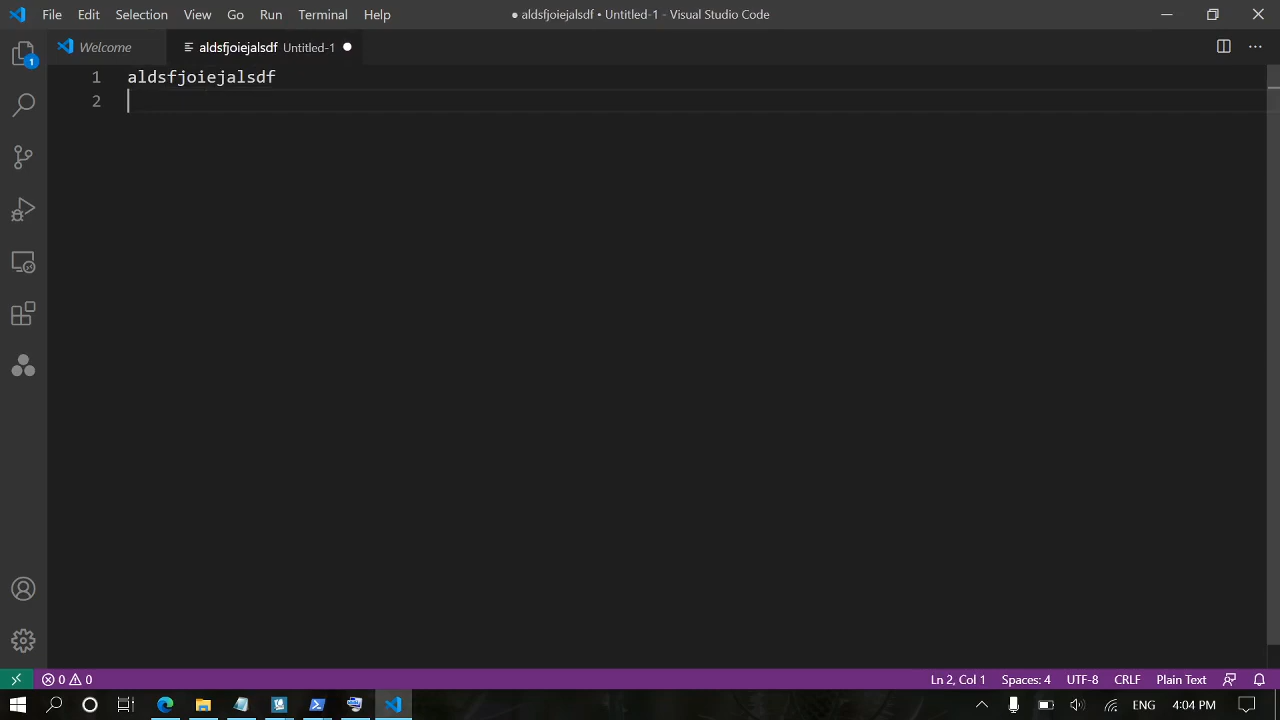 File Edit Selection View Go Run Terminal Help ● aldsfjoiejalsdf • Untitled-1 - Visual Studio Code
Welcome aldsfjoiejalsdf Untitled-1
1 aldsfjoiejalsdf
2
1
0 0 Ln 2, Col 1 Spaces: 4 UTF-8 CRLF Plain Text
ENG 4:04 PM